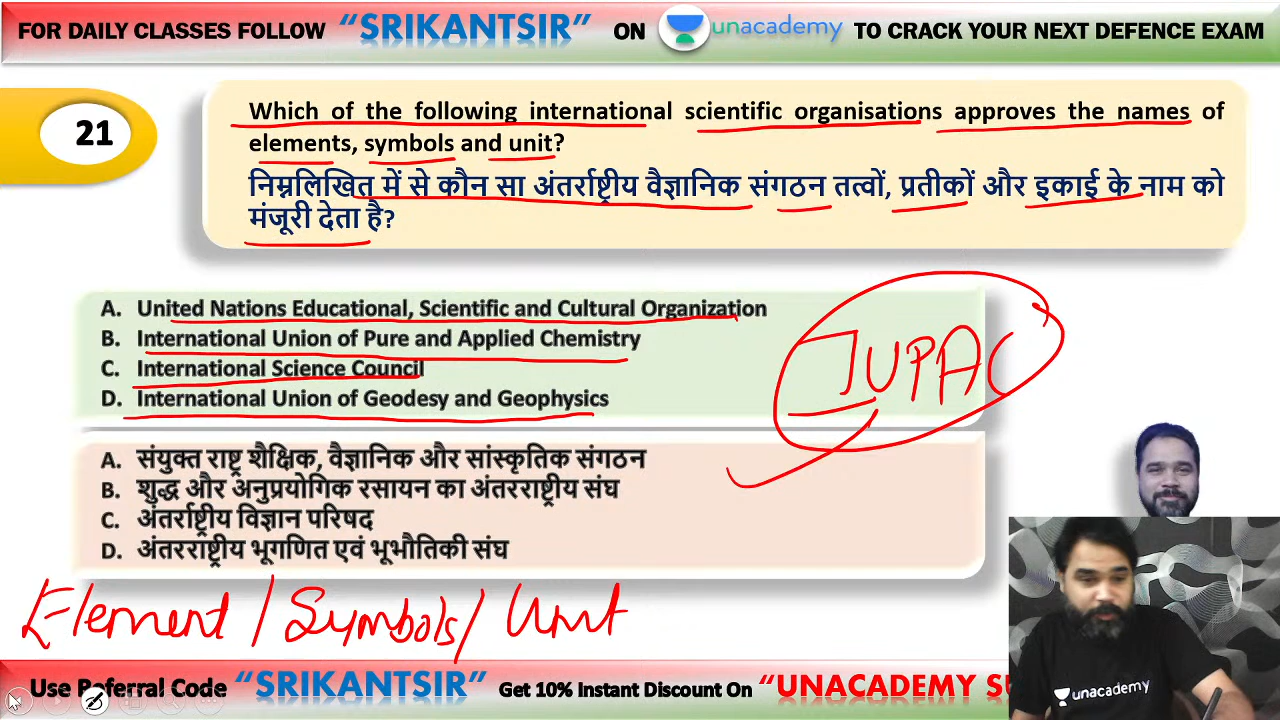 FOR DAILY CLASSES FOLLOW "SRIKANTSIR" ON unacademy TO CRACK YOUR NEXT DEFENCE EXAM
21
Which of the following international scientific organisations approves the names of
elements, symbols and unit?
निम्नलिखित में से कौन सा अंतर्राष्ट्रीय वैज्ञानिक संगठन तत्वों, प्रतीकों और इकाई के नाम को
मंजूरी देता है?
A. United Nations Educational, Scientific and Cultural Organization
B. International Union of Pure and Applied Chemistry
C. International Science Council
D. International Union of Geodesy and Geophysics
IUPAC
A. संयुक्त राष्ट्र शैक्षिक, वैज्ञानिक और सांस्कृतिक संगठन
B. शुद्ध और अनुप्रयोगिक रसायन का अंतरराष्ट्रीय संघ
C. अंतर्राष्ट्रीय विज्ञान परिषद
D. अंतरराष्ट्रीय भूगणित एवं भूभौतिकी संघ
Element / Symbols / Unit
Use Referral Code "SRIKANTSIR" Get 10% Instant Discount On "UNACADEMY
unacademy